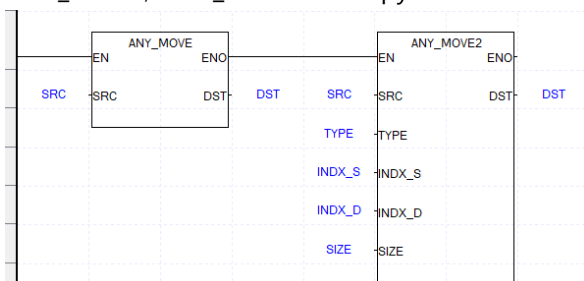 ANY_MOVE ANY_MOVE2
EN ENO EN ENO
SRC SRC DST DST SRC SRC DST DST
TYPE TYPE
INDX_S INDX_S
INDX_D INDX_D
SIZE SIZE